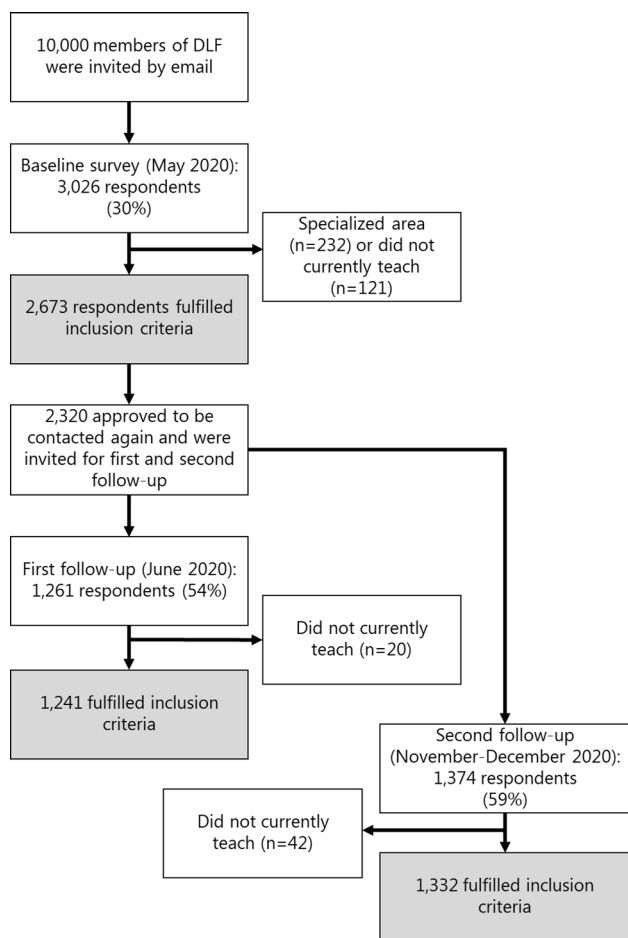 10,000 members of DLF
were invited by email
Baseline survey (May 2020):
3,026 respondents
(30%)
Specialized area
(n=232) or did not
currently teach
(n=121)
2,673 respondents fulfilled
inclusion criteria
2,320 approved to be
contacted again and were
invited for first and second
follow-up
First follow-up (June 2020):
1,261 respondents (54%)
Did not currently
teach (n=20)
1,241 fulfilled inclusion
criteria
Second follow-up
(November-December 2020):
1,374 respondents
(59%)
Did not currently
teach (n=42)
1,332 fulfilled inclusion
criteria